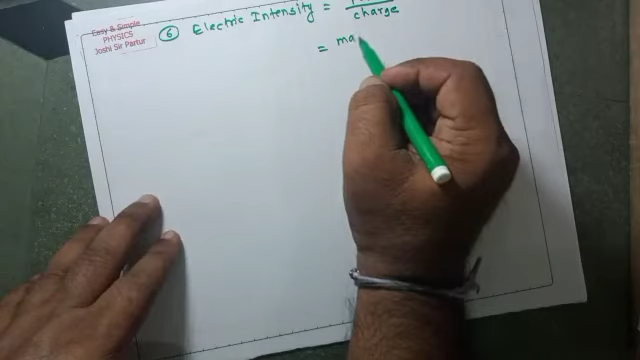 Easy & Simple
PHYSICS
Joshi Sir Partur
6 Electric Intensity =
charge
= ma